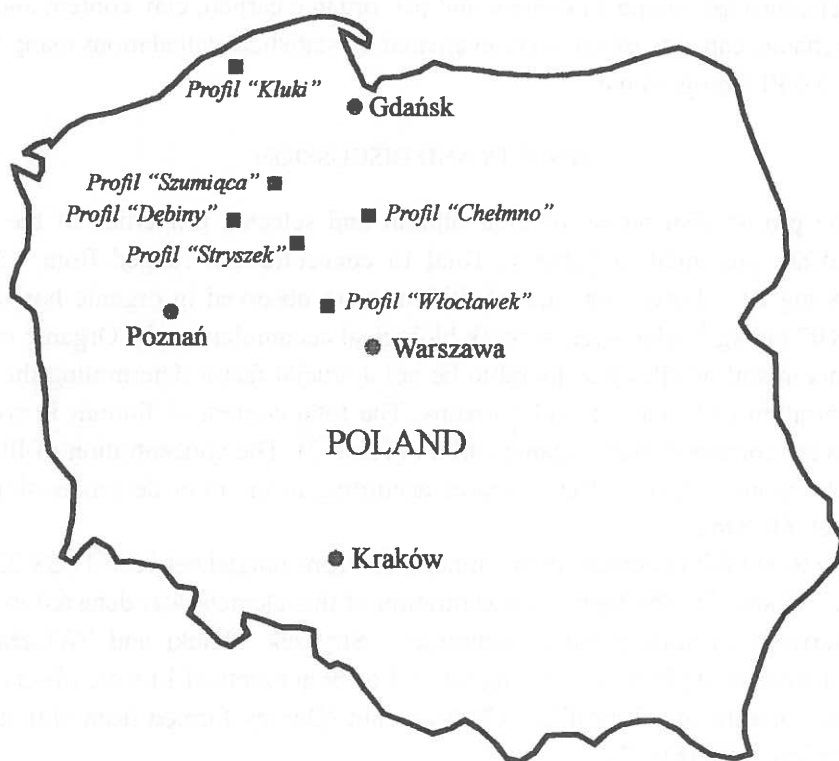 Profil “Kluki”
Gdańsk
Profil “Szumiąca”
Profil “Dębiny”
Profil “Chełmno”
Profil “Stryszek”
Profil “Włocławek”
Poznań
Warszawa
POLAND
Kraków